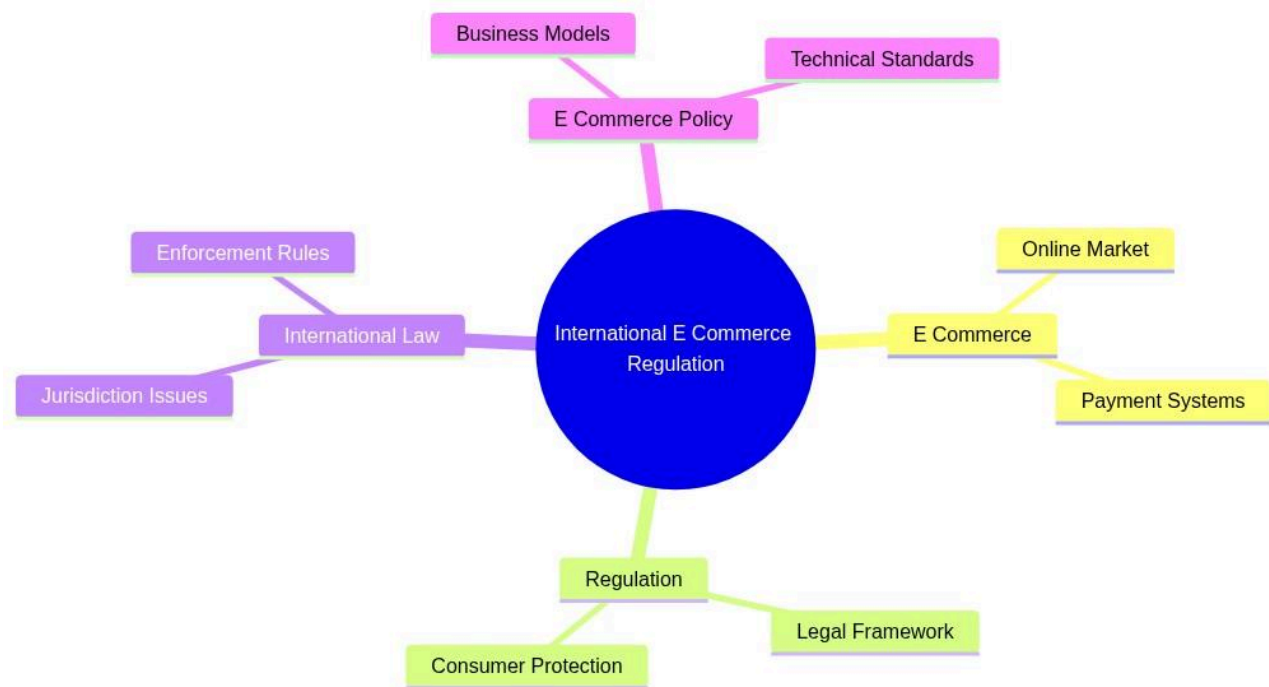 Business Models
Technical Standards
E Commerce Policy
Enforcement Rules
Online Market
International Law
International E Commerce
Regulation
E Commerce
Jurisdiction Issues
Payment Systems
Regulation
Legal Framework
Consumer Protection